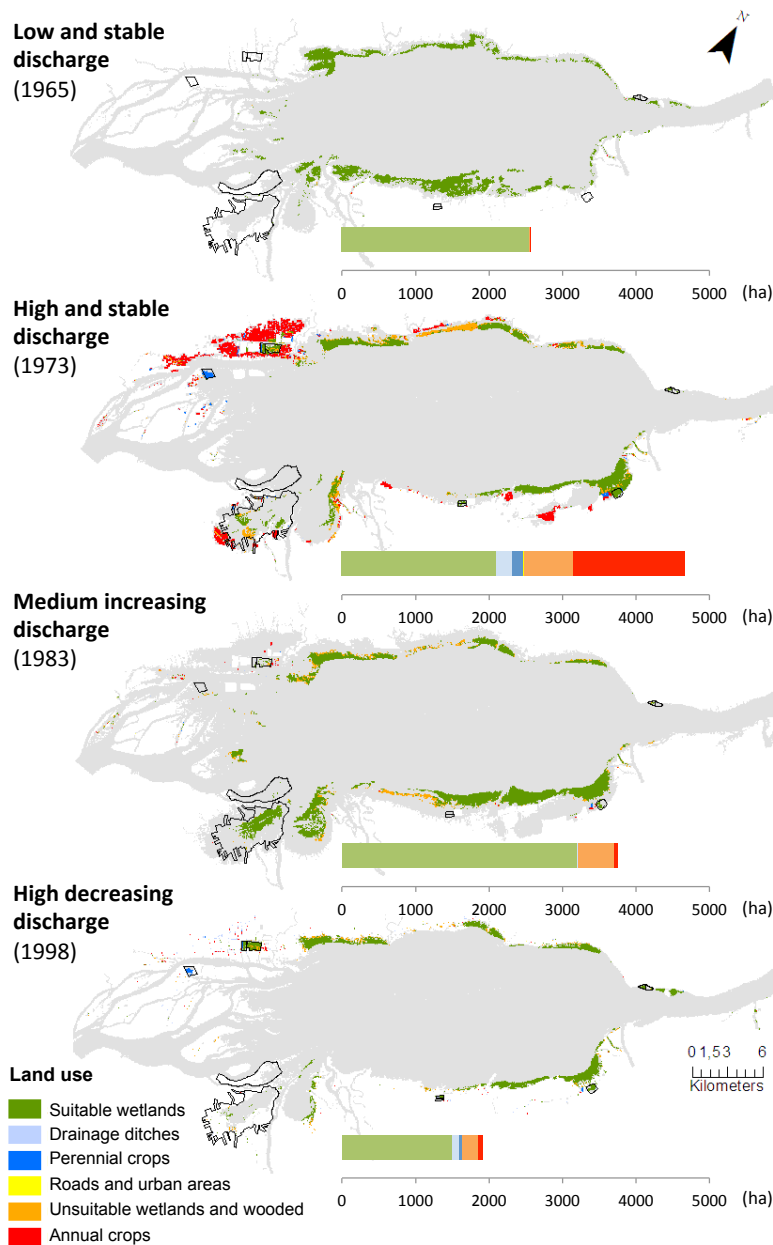 Low and stable
discharge
(1965)
N
0 1000 2000 3000 4000 5000 (ha)
High and stable
discharge
(1973)
0 1000 2000 3000 4000 5000 (ha)
Medium increasing
discharge
(1983)
0 1000 2000 3000 4000 5000 (ha)
High decreasing
discharge
(1998)
0 1,53 6
Kilometers
Land use
Suitable wetlands
Drainage ditches
Perennial crops
Roads and urban areas
Unsuitable wetlands and wooded
Annual crops
0 1000 2000 3000 4000 5000 (ha)